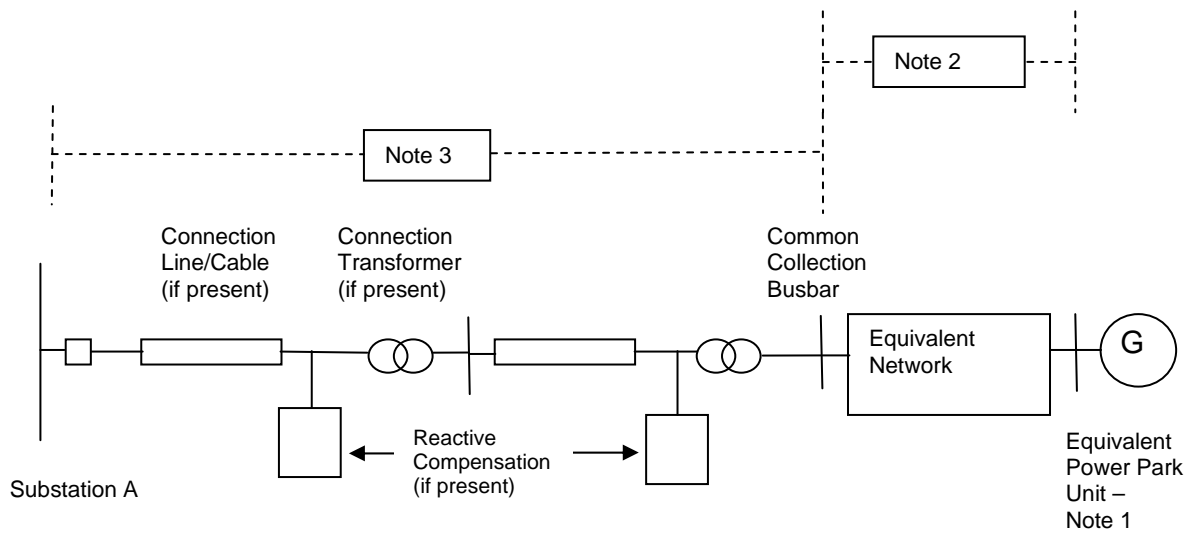 Note 2
Note 3
Connection
Line/Cable
(if present)
Connection
Transformer
(if present)
Common
Collection
Busbar
Equivalent
Network
G
Reactive
Compensation
(if present)
Substation A
Equivalent
Power Park
Unit –
Note 1